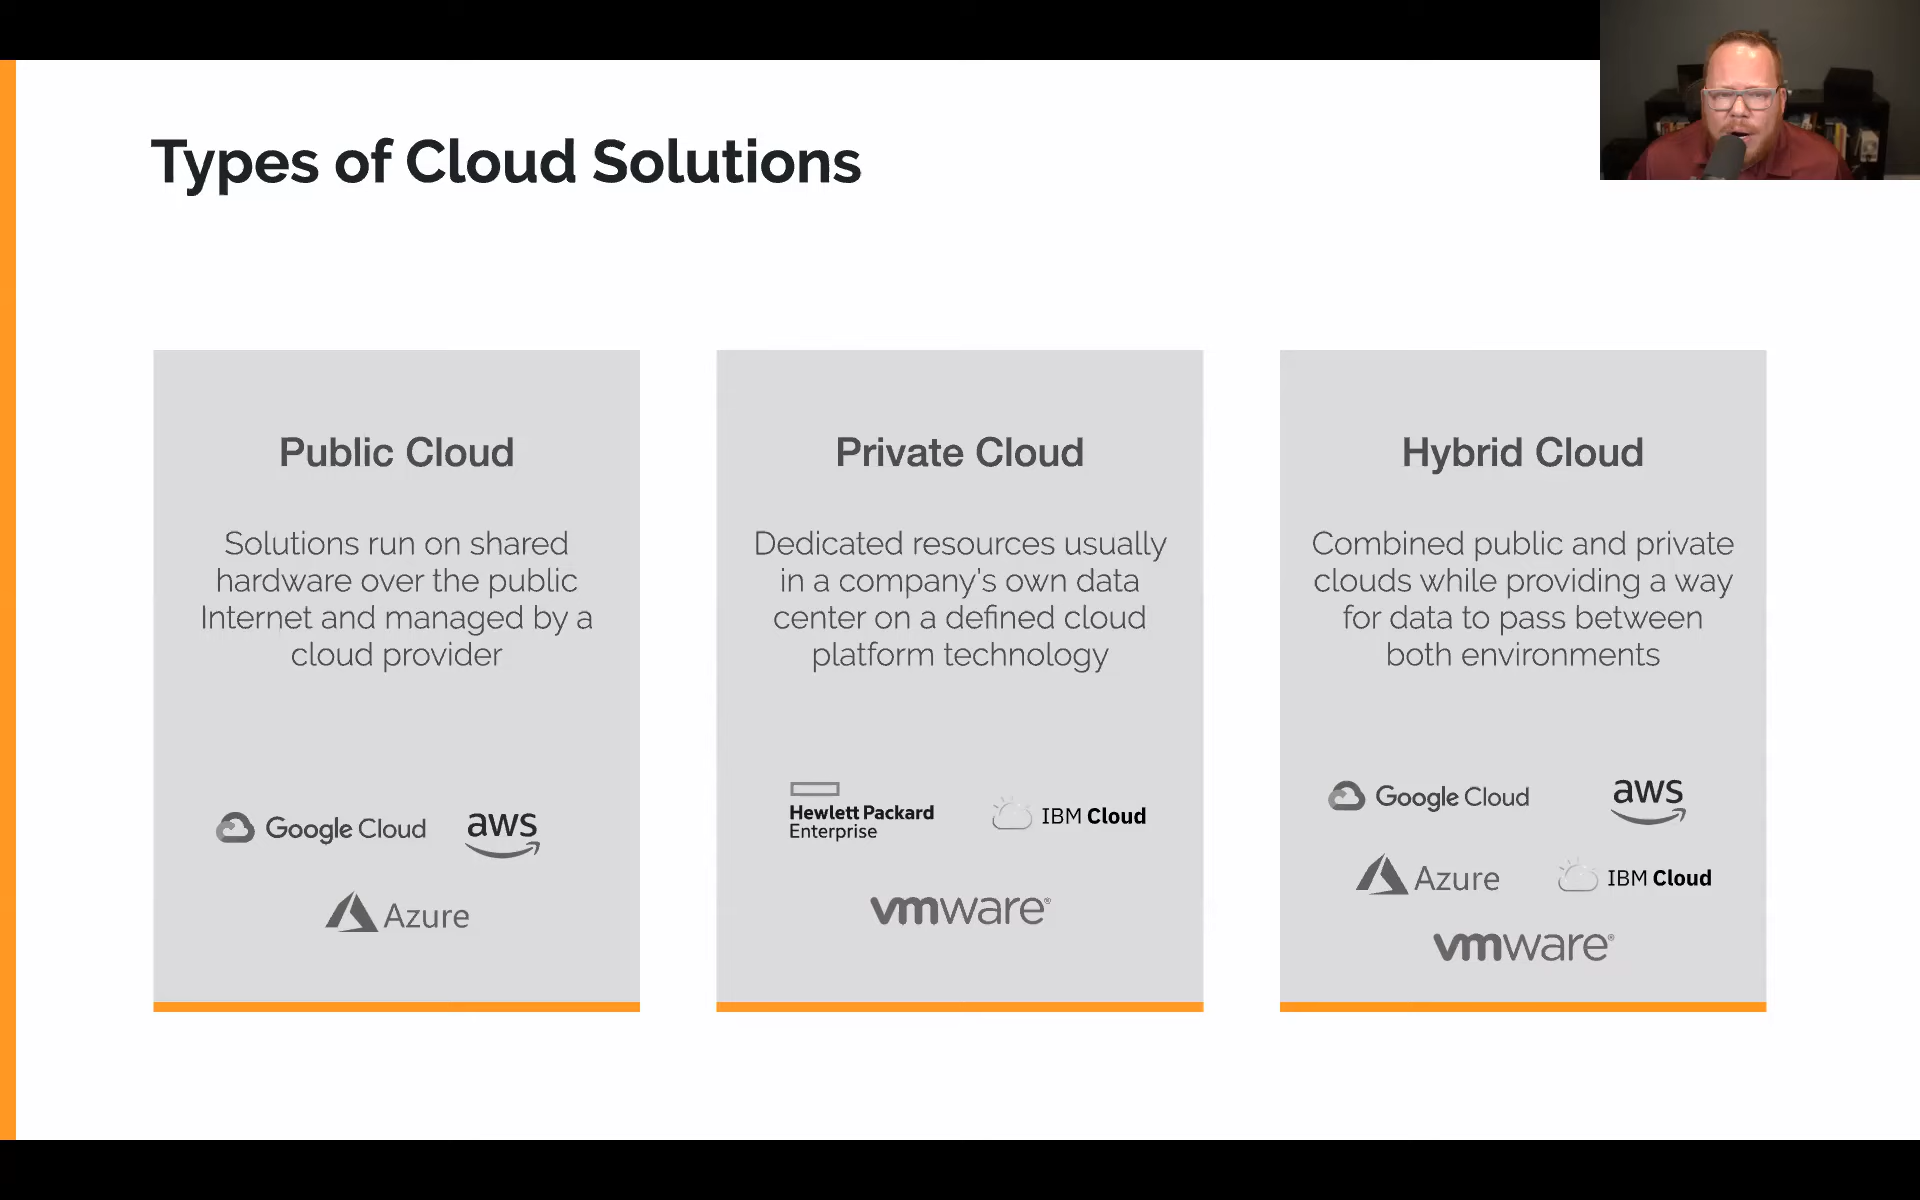 Types of Cloud Solutions
Public Cloud
Solutions run on shared
hardware over the public
Internet and managed by a
cloud provider
Google Cloud
aws
Azure
Private Cloud
Dedicated resources usually
in a company's own data
center on a defined cloud
platform technology
Hewlett Packard
Enterprise
IBM Cloud
vmware®
Hybrid Cloud
Combined public and private
clouds while providing a way
for data to pass between
both environments
Google Cloud
aws
Azure
IBM Cloud
vmware®